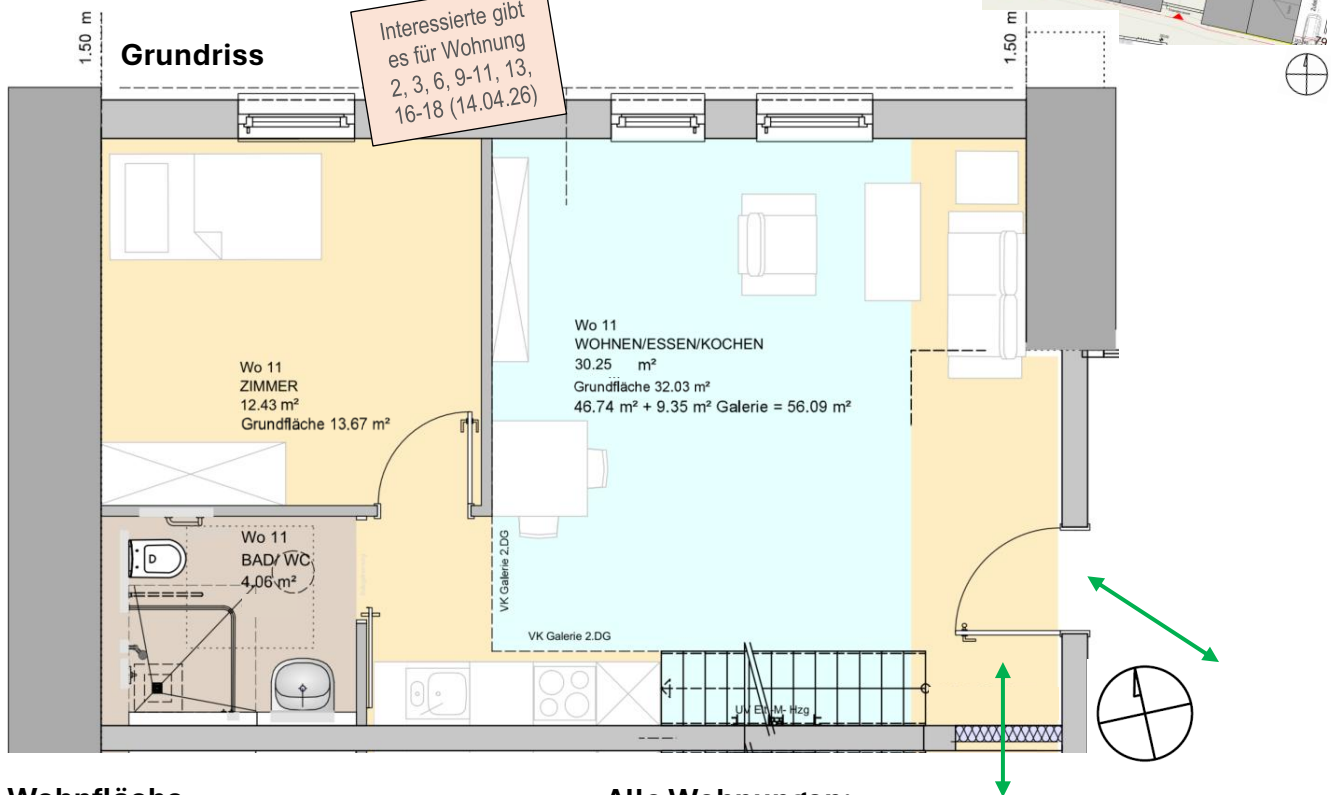 1.50 m
Grundriss
Interessierte gibt
es für Wohnung
2, 3, 6, 9-11, 13,
16-18 (14.04.26)
1.50 m
79
Wo 11
ZIMMER
12.43 m²
Grundfläche 13.67 m²
Wo 11
WOHNEN/ESSEN/KOCHEN
30.25 m²
Grundfläche 32.03 m²
46.74 m² + 9.35 m² Galerie = 56.09 m²
Wo 11
BAD/ WC
4.06 m²
VK Galerie 2.DG
VK Galerie 2.DG
Wohnfläche
Alle Wohnungen: